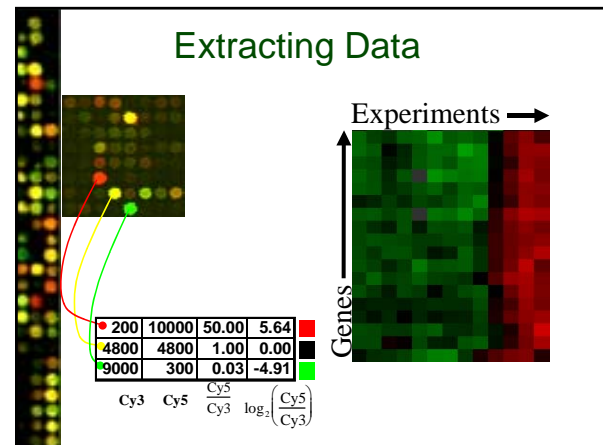 Extracting Data
Experiments
Genes
200 10000 50.00 5.64
4800 4800 1.00 0.00
9000 300 0.03 -4.91
Cy3 Cy5 Cy5/Cy3 log₂(Cy5/Cy3)